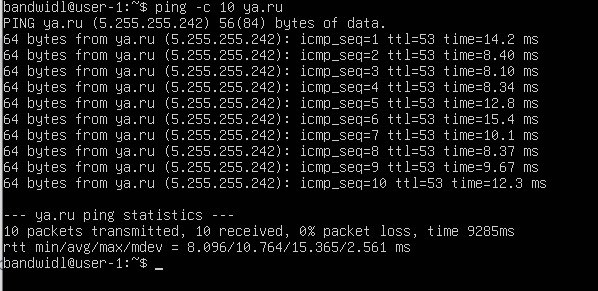 bandwidl@user-1:~$ ping -c 10 ya.ru
PING ya.ru (5.255.255.242) 56(84) bytes of data.
64 bytes from ya.ru (5.255.255.242): icmp_seq=1 ttl=53 time=14.2 ms
64 bytes from ya.ru (5.255.255.242): icmp_seq=2 ttl=53 time=8.40 ms
64 bytes from ya.ru (5.255.255.242): icmp_seq=3 ttl=53 time=8.10 ms
64 bytes from ya.ru (5.255.255.242): icmp_seq=4 ttl=53 time=8.34 ms
64 bytes from ya.ru (5.255.255.242): icmp_seq=5 ttl=53 time=12.8 ms
64 bytes from ya.ru (5.255.255.242): icmp_seq=6 ttl=53 time=15.4 ms
64 bytes from ya.ru (5.255.255.242): icmp_seq=7 ttl=53 time=10.1 ms
64 bytes from ya.ru (5.255.255.242): icmp_seq=8 ttl=53 time=8.37 ms
64 bytes from ya.ru (5.255.255.242): icmp_seq=9 ttl=53 time=9.67 ms
64 bytes from ya.ru (5.255.255.242): icmp_seq=10 ttl=53 time=12.3 ms
--- ya.ru ping statistics ---
10 packets transmitted, 10 received, 0% packet loss, time 9285ms
rtt min/avg/max/mdev = 8.096/10.764/15.365/2.561 ms
bandwidl@user-1:~$ _